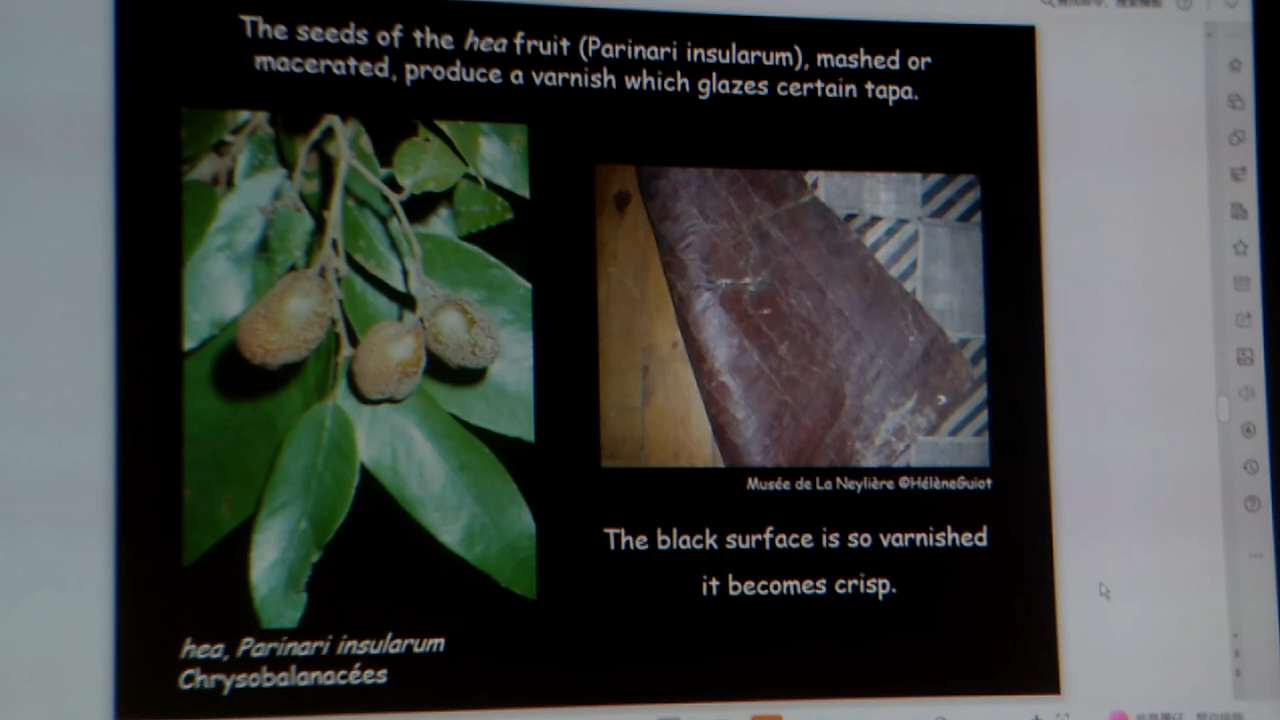 The seeds of the hea fruit (Parinari insularum), mashed or
macerated, produce a varnish which glazes certain tapa.
Musée de La Neylière ©HélèneGuiot
The black surface is so varnished
it becomes crisp.
hea, Parinari insularum
Chrysobalanacées